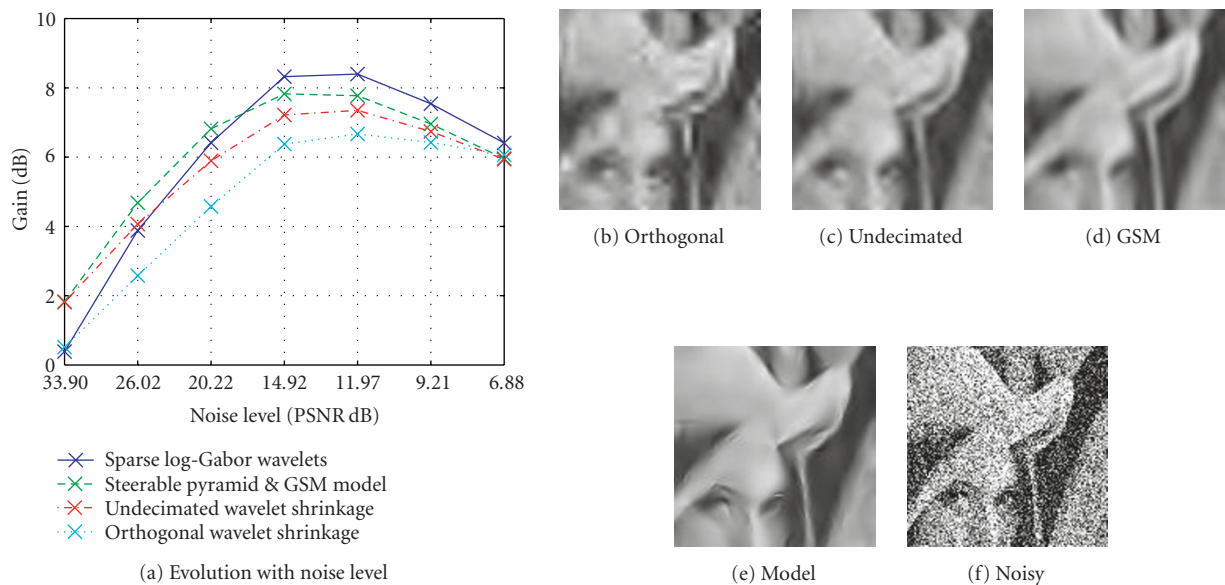 10
8
6
4
2
0
Gain (dB)
33.90 26.02 20.22 14.92 11.97 9.21 6.88
Noise level (PSNR dB)
Sparse log-Gabor wavelets
Steerable pyramid & GSM model
Undecimated wavelet shrinkage
Orthogonal wavelet shrinkage
(a) Evolution with noise level
(b) Orthogonal
(c) Undecimated
(d) GSM
(e) Model
(f) Noisy